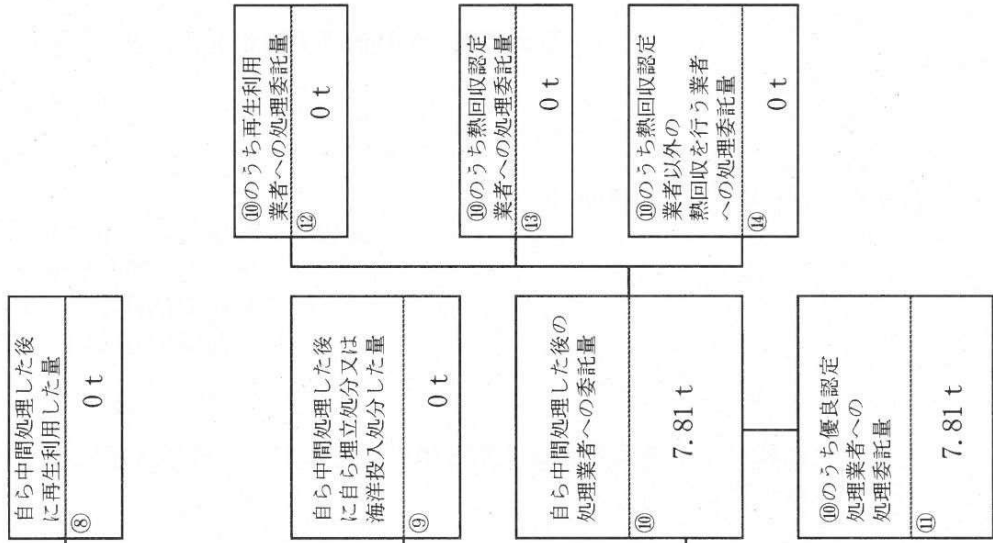 自ら中間処理した後
に再生利用した量
⑧
0 t
自ら中間処理した後
に自ら埋立処分又は
海洋投入処分した量
⑨
0 t
自ら中間処理した後の
処理業者への委託量
⑩
7.81 t
⑩のうち優良認定
処理業者への
処理委託量
⑪
7.81 t
⑩のうち再生利用
業者への処理委託量
⑫
0 t
⑩のうち熱回収認定
業者への処理委託量
⑬
0 t
⑩のうち熱回収認定
業者以外の
熱回収を行う業者
への処理委託量
⑭
0 t